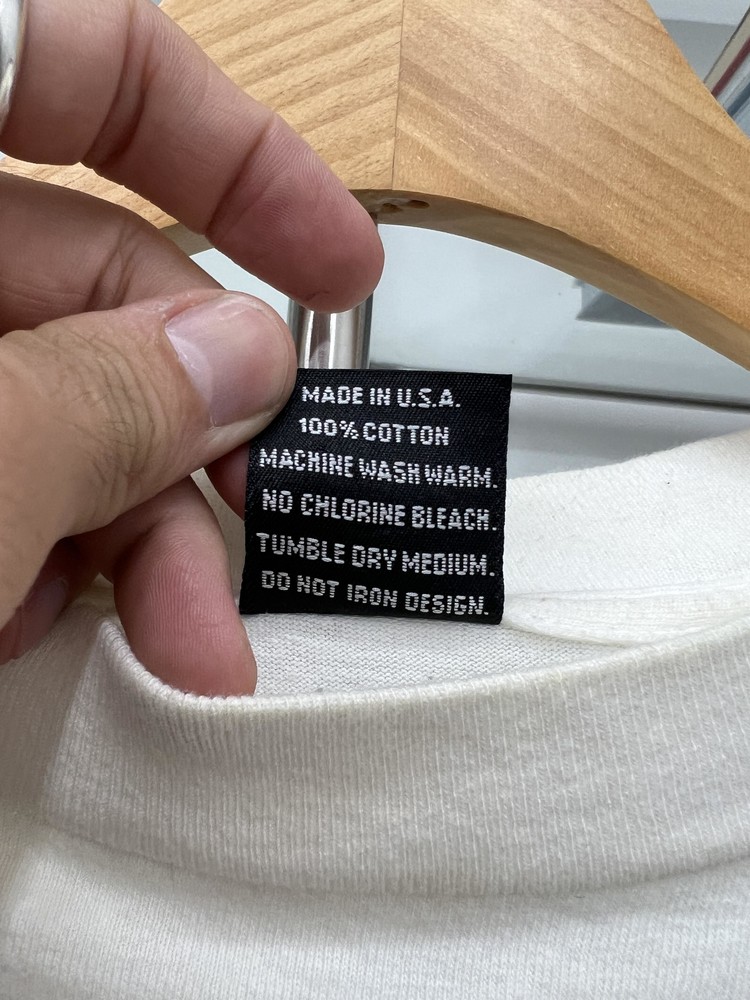 MADE IN U.S.A.
100% COTTON
MACHINE WASH WARM.
NO CHLORINE BLEACH.
TUMBLE DRY MEDIUM.
DO NOT IRON DESIGN.